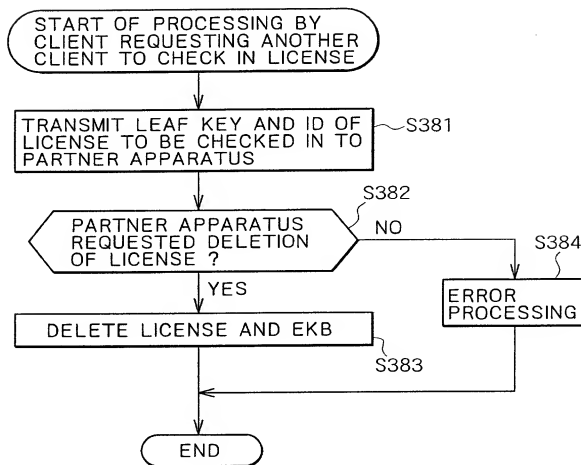 START OF PROCESSING BY
CLIENT REQUESTING ANOTHER
CLIENT TO CHECK IN LICENSE
TRANSMIT LEAF KEY AND ID OF
LICENSE TO BE CHECKED IN TO
PARTNER APPARATUS
S381
S382
PARTNER APPARATUS
REQUESTED DELETION
OF LICENSE ?
NO
S384
YES
ERROR
PROCESSING
DELETE LICENSE AND EKB
S383
END